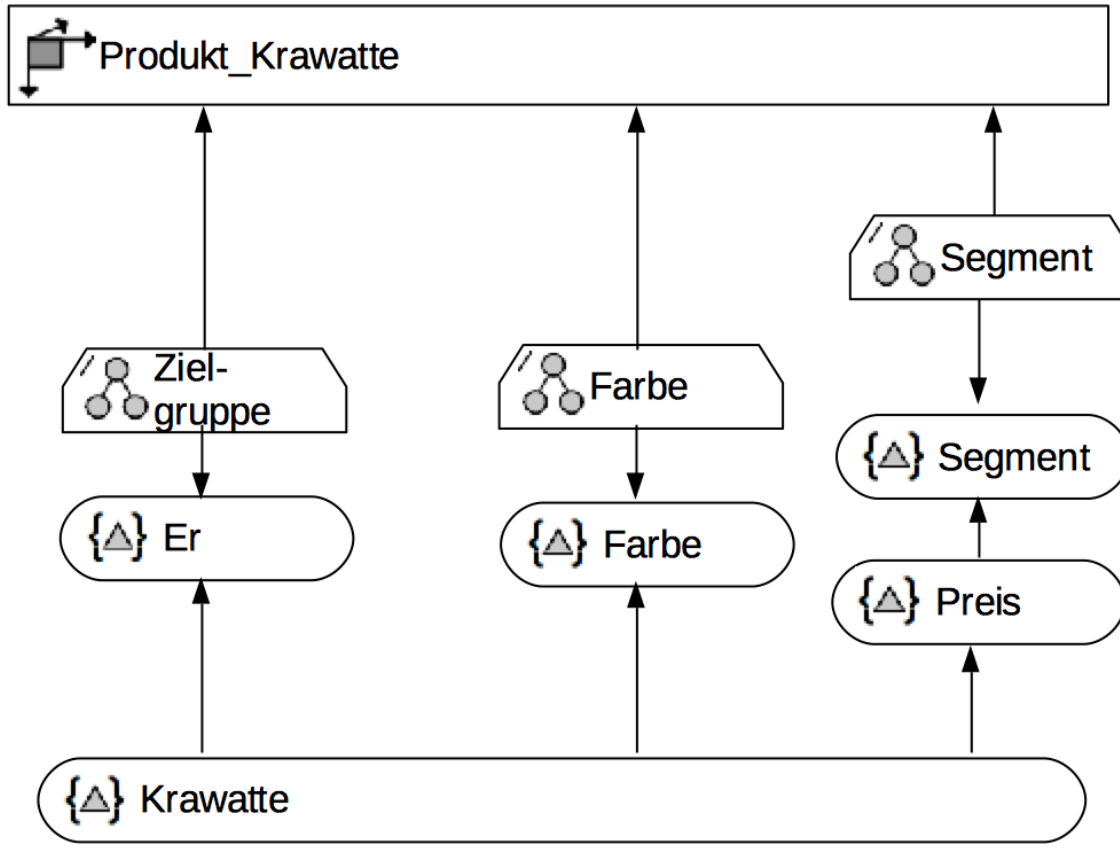 Produkt_Krawatte
Segment
Ziel-
gruppe
Farbe
Segment
Er
Farbe
Preis
Krawatte